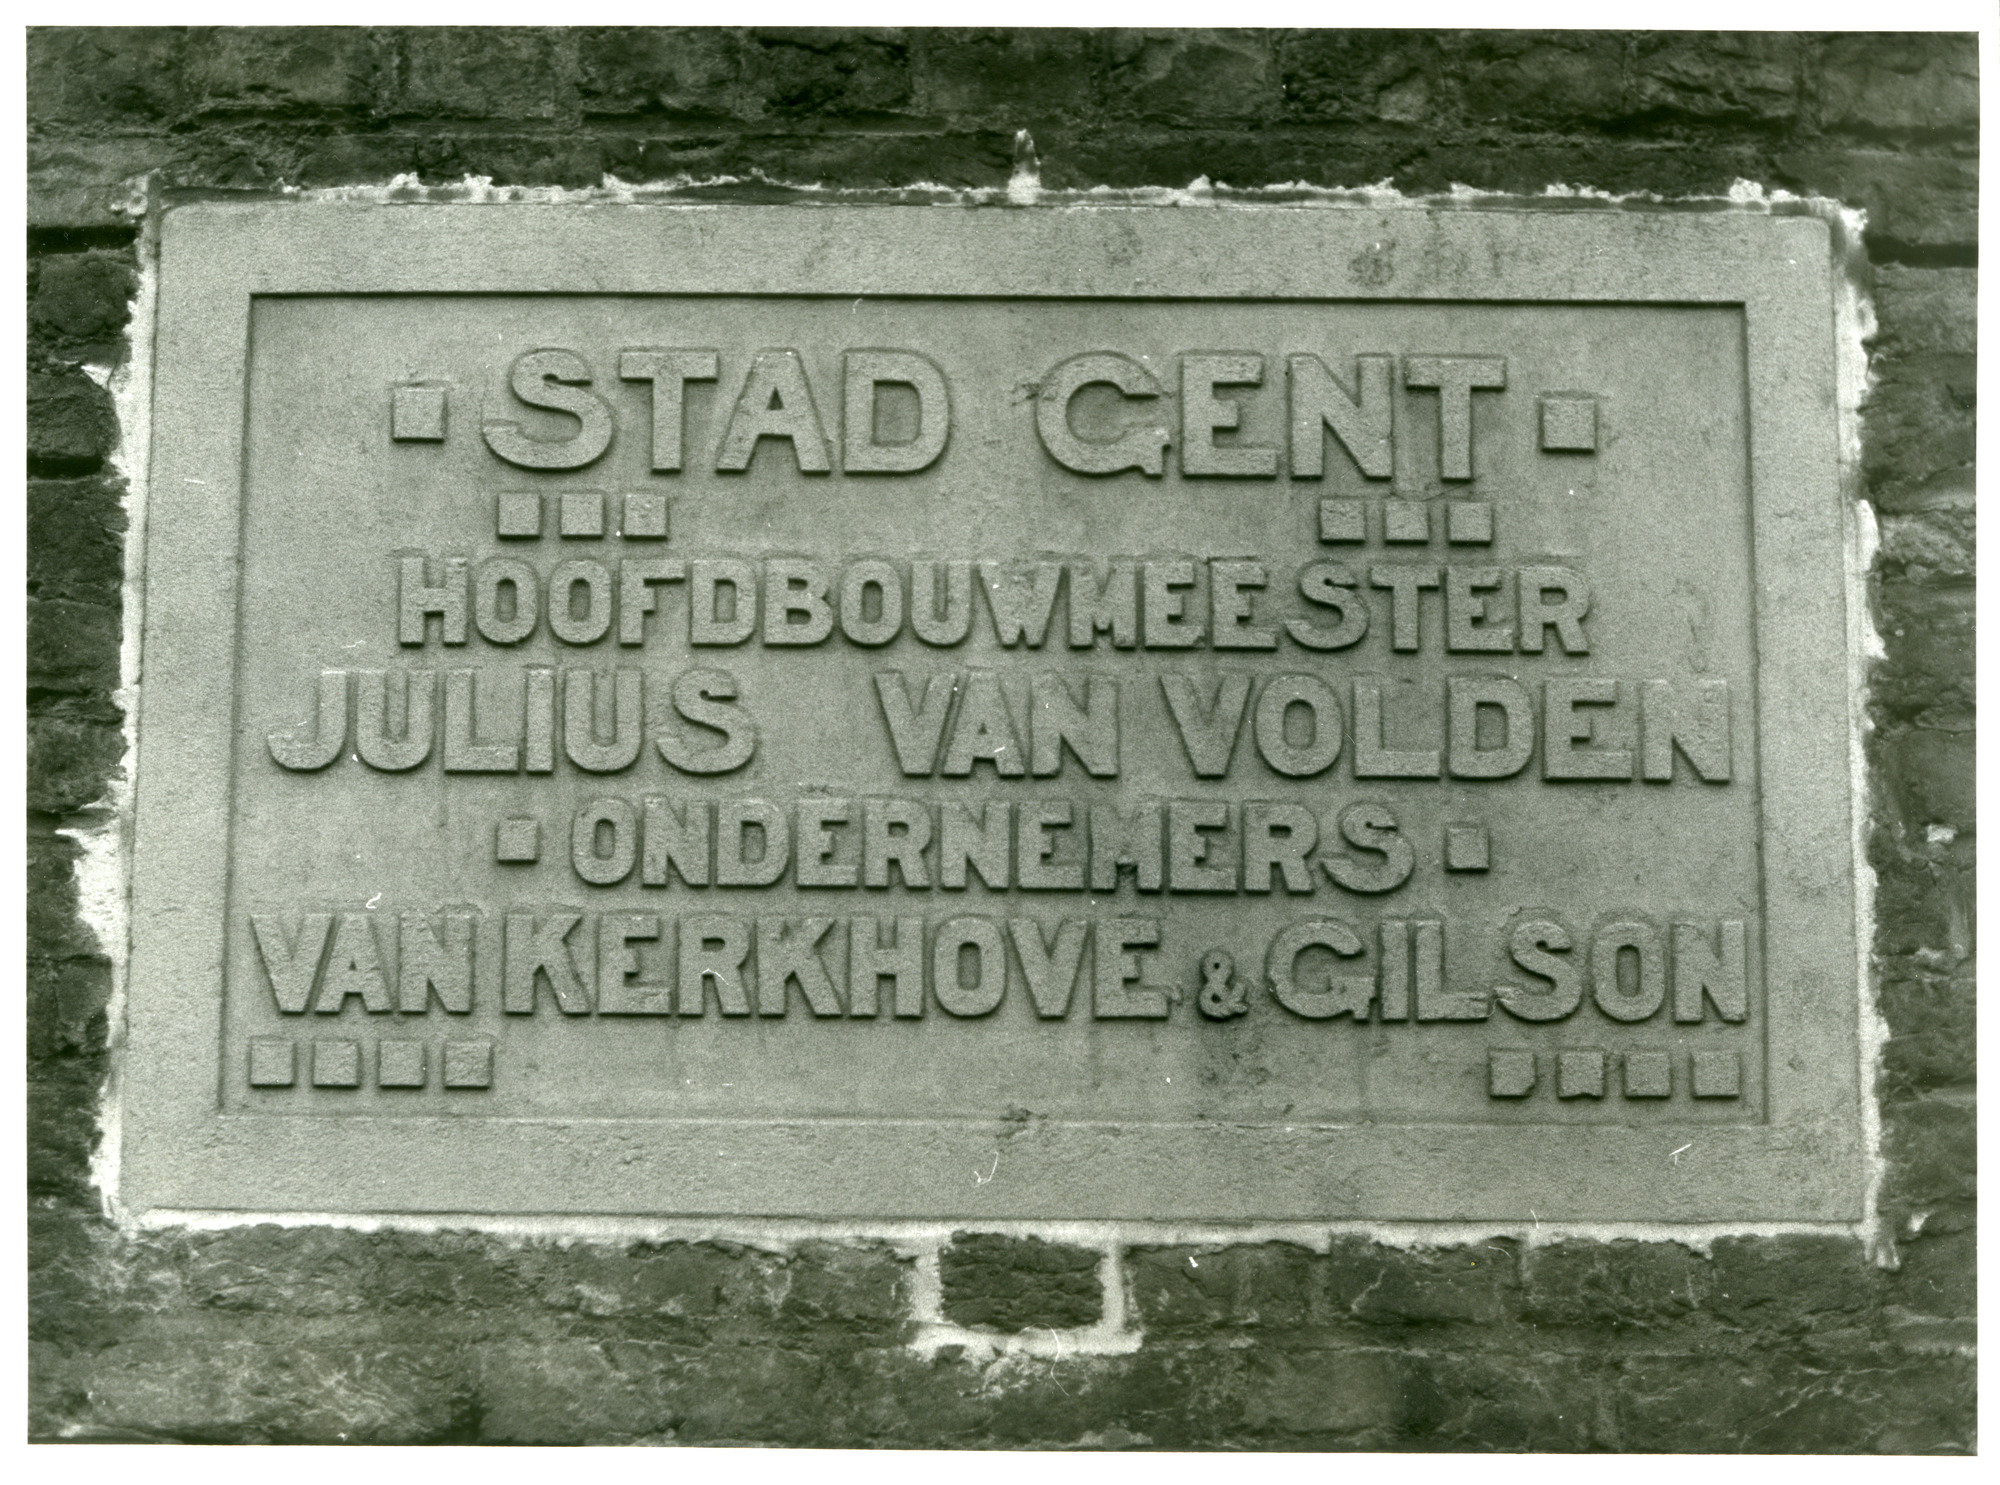 STAD GENT
HOOFDBOUWMEESTER
JULIUS VAN VOLDEN
ONDERNEMERS
VAN KERKHOVE & GILSON